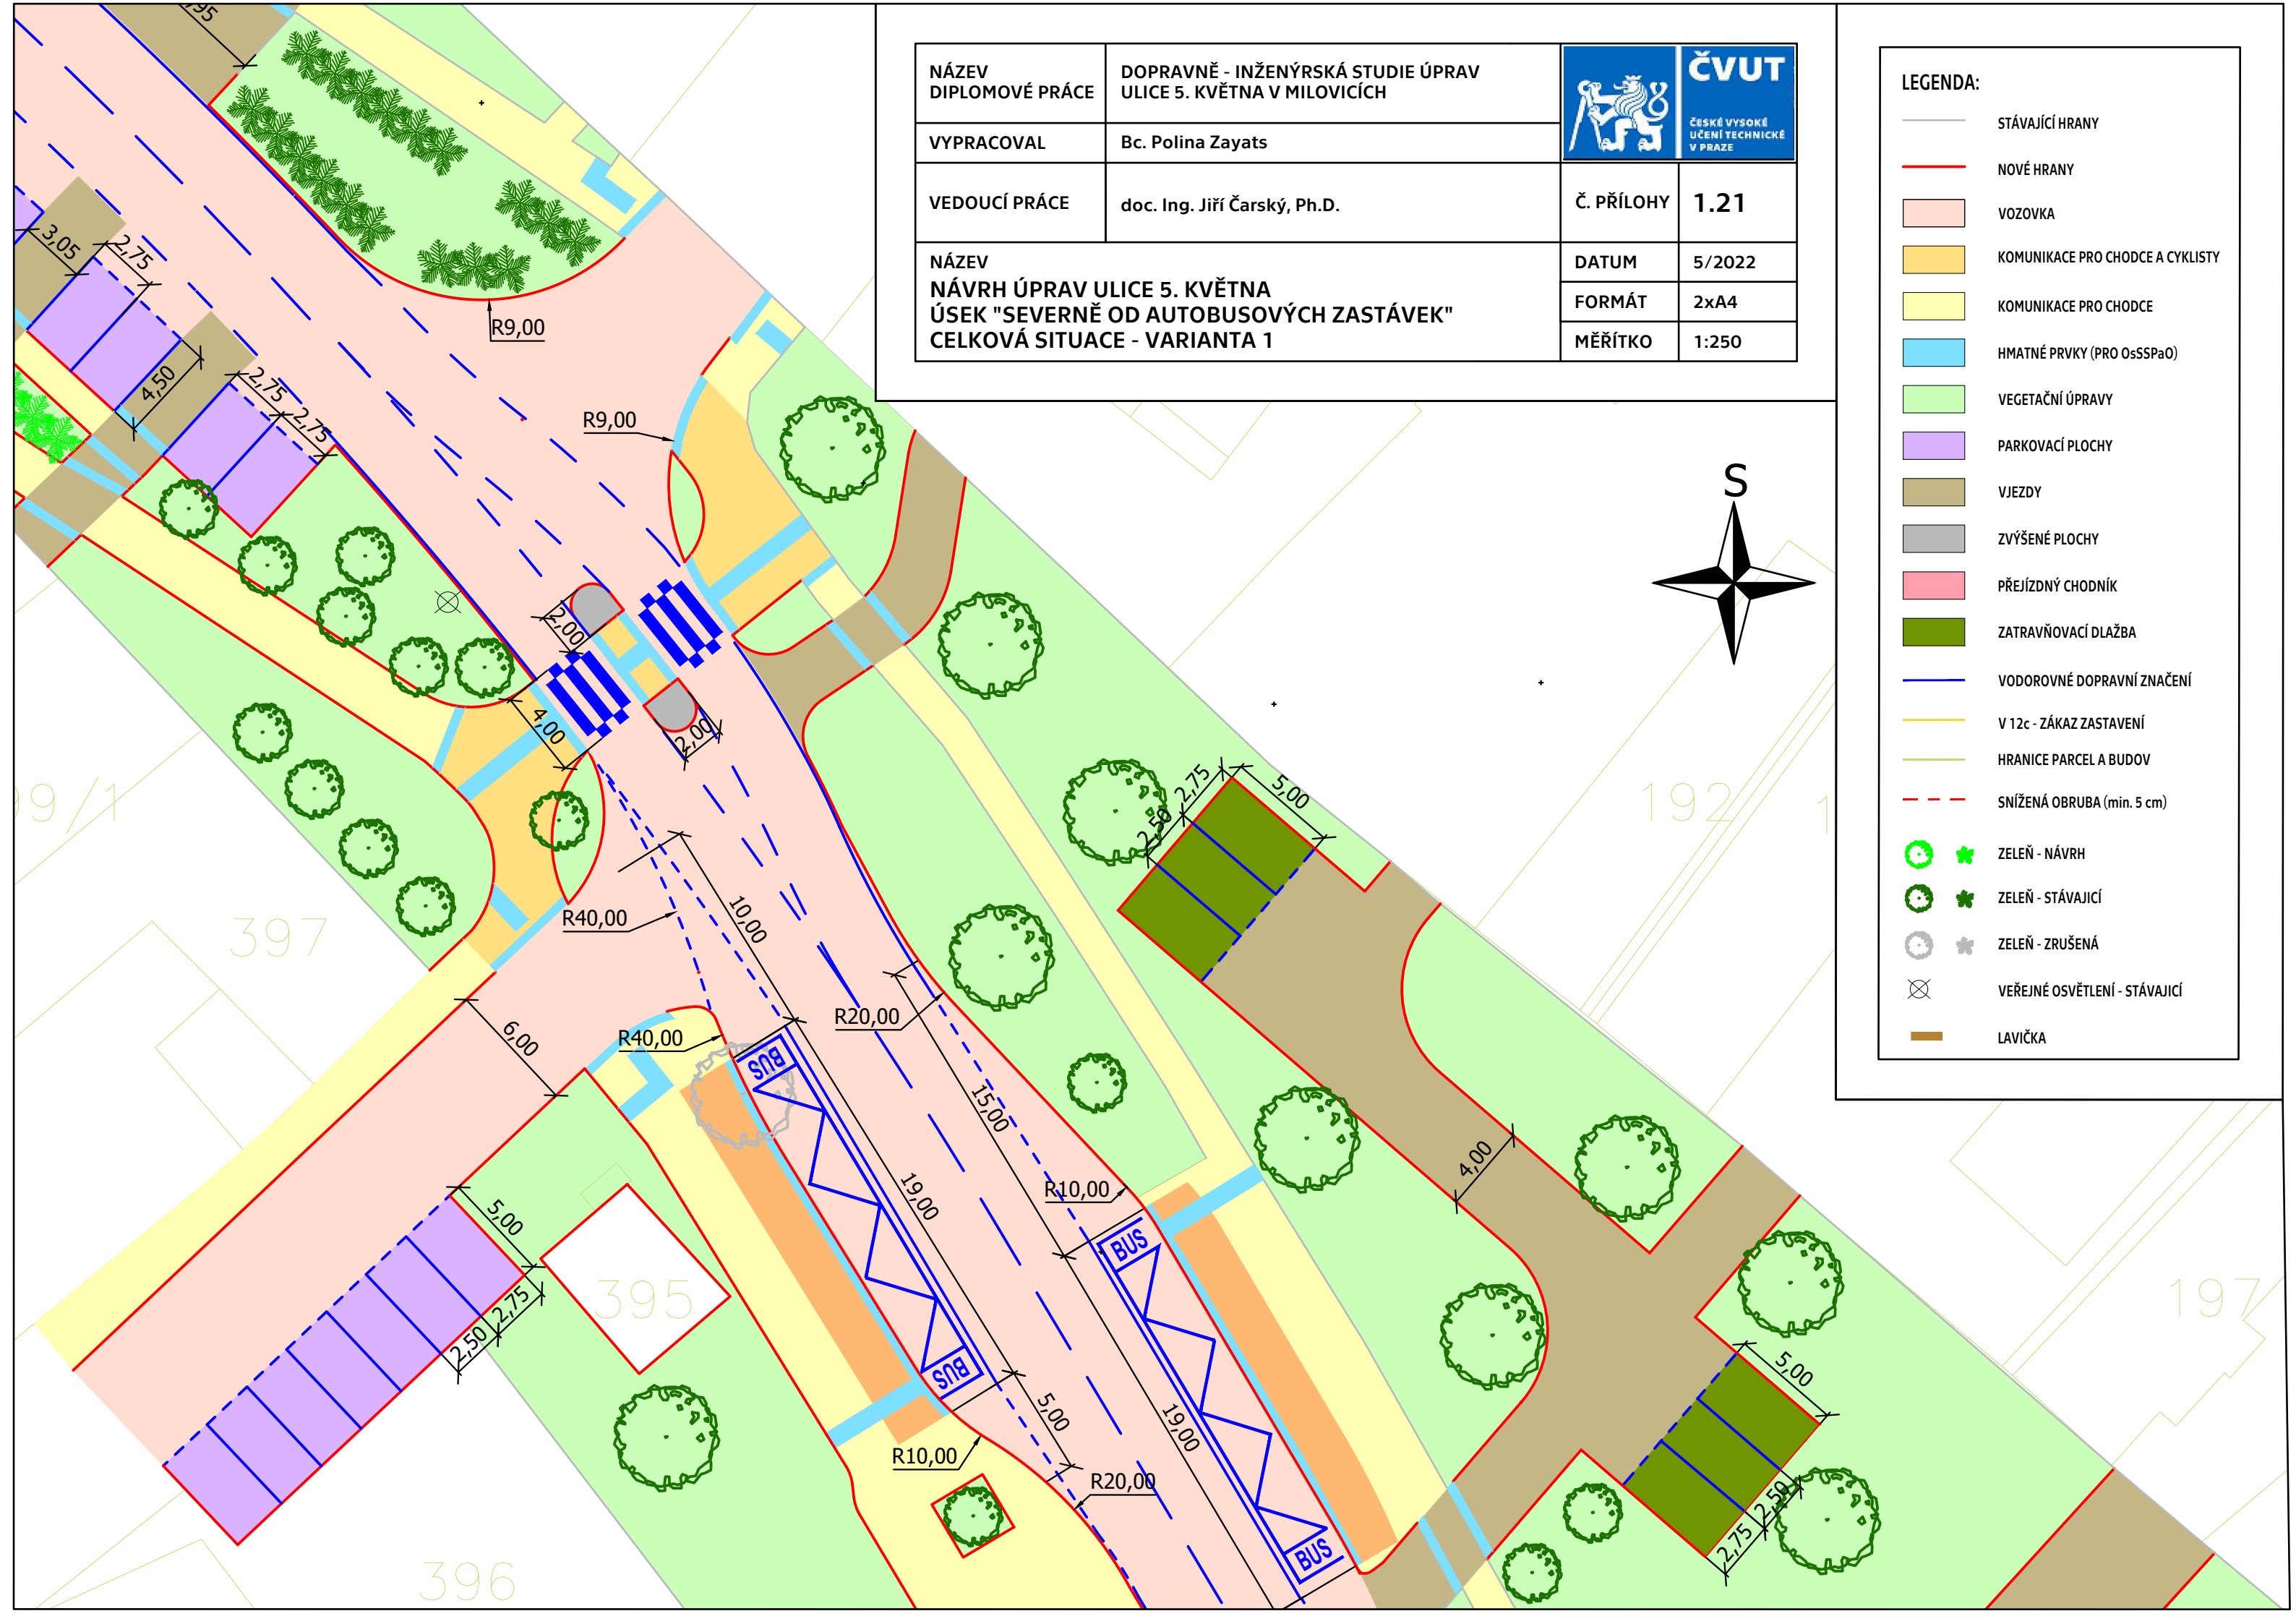 NÁZEV
DIPLOMOVÉ PRÁCE
DOPRAVNĚ - INŽENÝRSKÁ STUDIE ÚPRAV
ULICE 5. KVĚTNA V MILOVICÍCH
VYPRACOVAL
Bc. Polina Zayats
VEDOUCÍ PRÁCE
doc. Ing. Jiří Čarský, Ph.D.
ČVUT
ČESKÉ VYSOKÉ
UČENÍ TECHNICKÉ
V PRAZE
Č. PŘÍLOHY
1.21
NÁZEV
NÁVRH ÚPRAV ULICE 5. KVĚTNA
ÚSEK "SEVERNĚ OD AUTOBUSOVÝCH ZASTÁVEK"
CELKOVÁ SITUACE - VARIANTA 1
DATUM
5/2022
FORMÁT
2xA4
MĚŘÍTKO
1:250
LEGENDA:
STÁVAJÍCÍ HRANY
NOVÉ HRANY
VOZOVKA
KOMUNIKACE PRO CHODCE A CYKLISTY
KOMUNIKACE PRO CHODCE
HMATNÉ PRVKY (PRO OsSSPaO)
VEGETAČNÍ ÚPRAVY
PARKOVACÍ PLOCHY
VJEZDY
ZVÝŠENÉ PLOCHY
PŘEJÍZDNÝ CHODNÍK
ZATRAVŇOVACÍ DLAŽBA
VODOROVNÉ DOPRAVNÍ ZNAČENÍ
V 12c - ZÁKAZ ZASTAVENÍ
HRANICE PARCEL A BUDOV
SNÍŽENÁ OBRUBA (min. 5 cm)
ZELEŇ - NÁVRH
ZELEŇ - STÁVAJICÍ
ZELEŇ - ZRUŠENÁ
VEŘEJNÉ OSVĚTLENÍ - STÁVAJICÍ
LAVIČKA
S
3,05
2,75
R9,00
4,50
2,75
2,75
R9,00
2,00
4,00
2,00
2,75
5,00
2,50
192
99/1
397
R40,00
10,00
R20,00
R40,00
6,00
15,00
BUS
4,00
R10,00
19,00
5,00
BUS
395
2,75
2,50
197
5,00
BUS
5,00
19,00
R10,00
R20,00
2,50
2,75
BUS
396